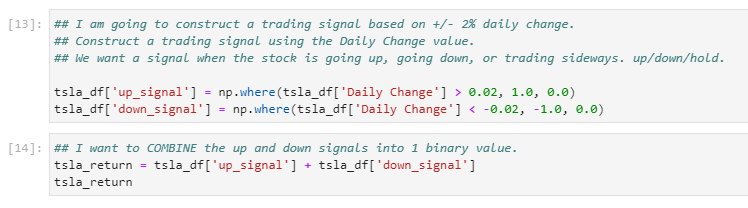 [13]: ## I am going to construct a trading signal based on +/- 2% daily change.
## Construct a trading signal using the Daily Change value.
## We want a signal when the stock is going up, going down, or trading sideways. up/down/hold.
tsla_df['up_signal'] = np.where(tsla_df['Daily Change'] > 0.02, 1.0, 0.0)
tsla_df['down_signal'] = np.where(tsla_df['Daily Change'] < -0.02, -1.0, 0.0)
[14]: ## I want to COMBINE the up and down signals into 1 binary value.
tsla_return = tsla_df['up_signal'] + tsla_df['down_signal']
tsla_return